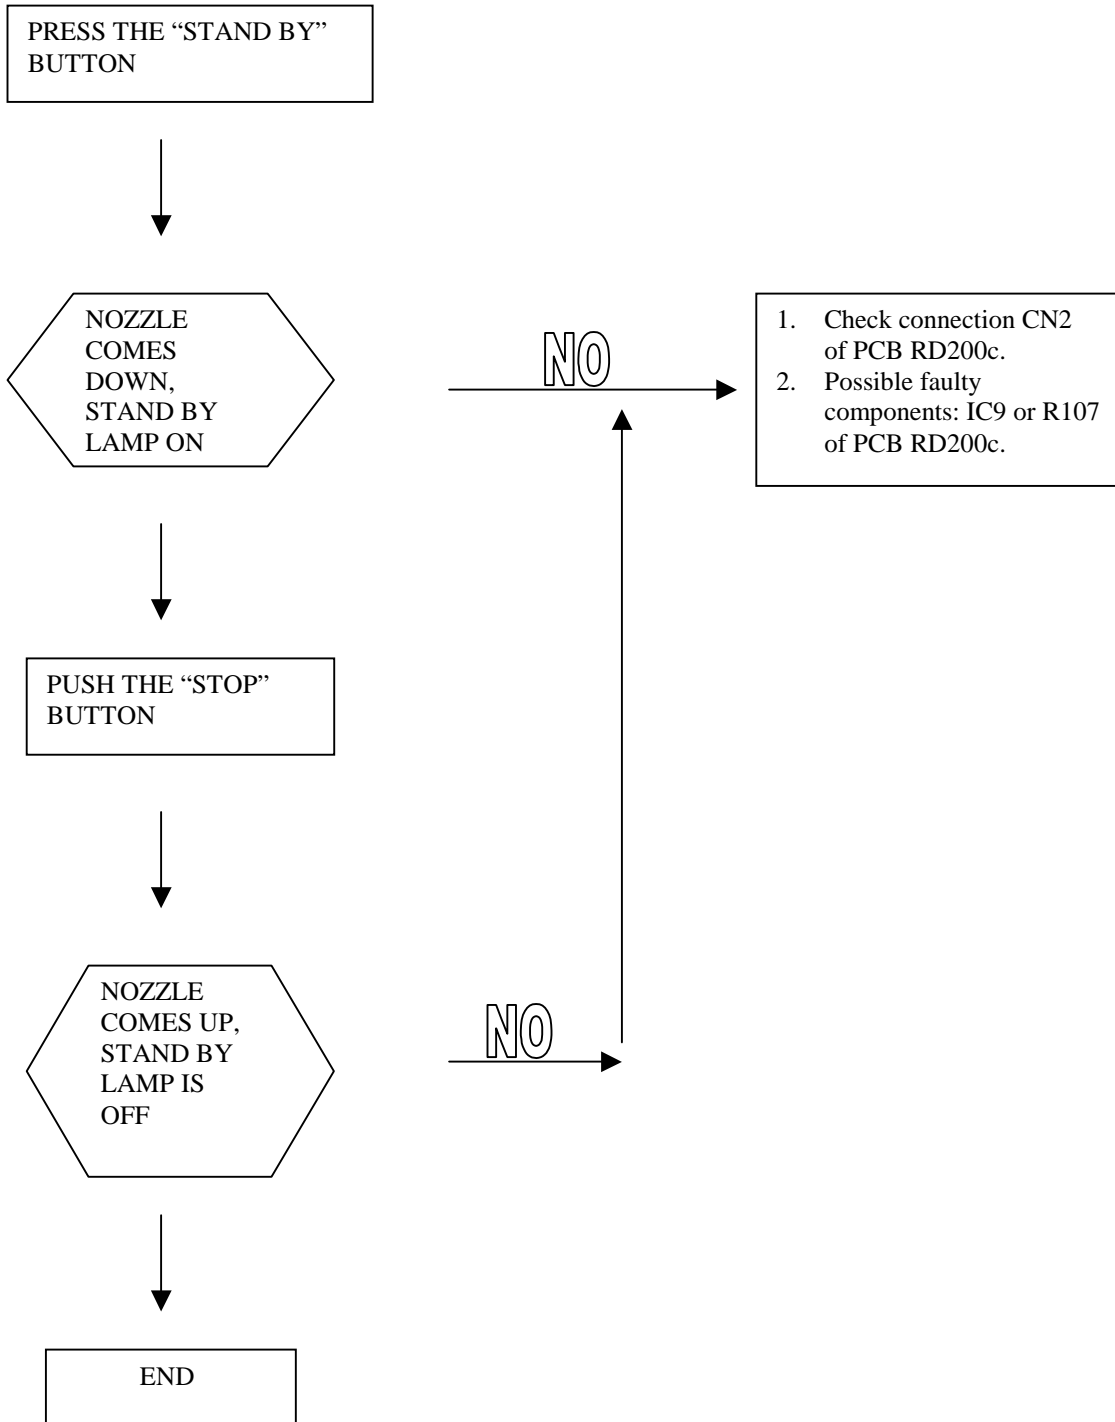 PRESS THE “STAND BY”
BUTTON
NOZZLE
COMES
DOWN,
STAND BY
LAMP ON
NO
1. Check connection CN2
of PCB RD200c.
2. Possible faulty
components: IC9 or R107
of PCB RD200c.
PUSH THE “STOP”
BUTTON
NOZZLE
COMES UP,
STAND BY
LAMP IS
OFF
NO
END